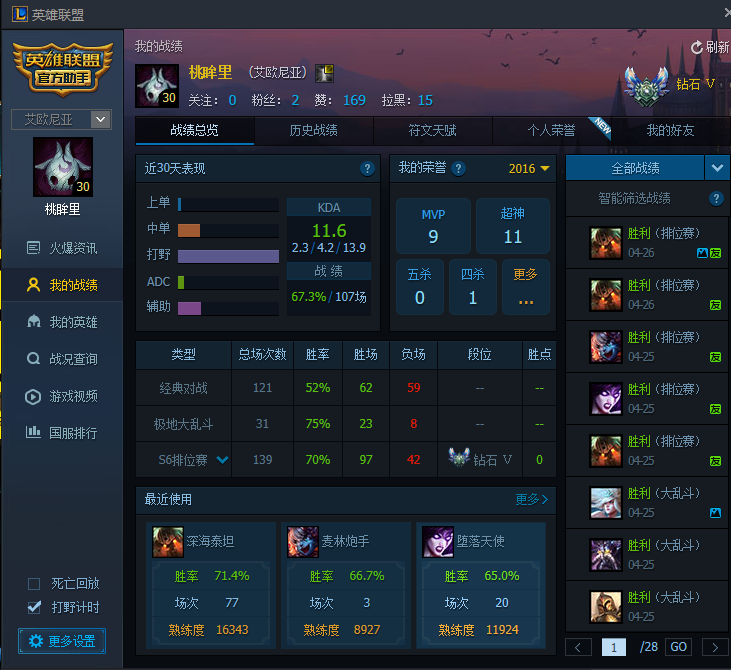 英雄联盟
英雄联盟
官方助手
艾欧尼亚
30
桃眸里
火爆资讯
我的战绩
我的英雄
战况查询
游戏视频
国服排行
死亡回放
打野计时
更多设置
我的战绩
刷新
30
桃眸里 (艾欧尼亚)
关注： 0 粉丝： 2 赞： 169 拉黑： 15
钻石 V
战绩总览 历史战绩 符文天赋 个人荣誉 NEW 我的好友
近30天表现 ?
上单
中单
打野
ADC
辅助
KDA
11.6
2.3/4.2/13.9
战绩
67.3%/107场
我的荣誉 ? 2016
MVP 超神
9 11
五杀 四杀 更多
0 1 ...
类型 总场次数 胜率 胜场 负场 段位 胜点
经典对战 121 52% 62 59 -- --
极地大乱斗 31 75% 23 8 -- --
S6排位赛 139 70% 97 42 钻石 V 0
最近使用 更多>
深海泰坦 麦林炮手 堕落天使
胜率 71.4% 胜率 66.7% 胜率 65.0%
场次 77 场次 3 场次 20
熟练度 16343 熟练度 8927 熟练度 11924
全部战绩
智能筛选战绩 ?
胜利（排位赛）
04-26 友
胜利（排位赛）
04-26 友
胜利（排位赛）
04-25 友
胜利（排位赛）
04-25 友
胜利（排位赛）
04-25 友
胜利（大乱斗）
04-25
胜利（大乱斗）
04-25
胜利（大乱斗）
04-25
< 1 /28 GO >